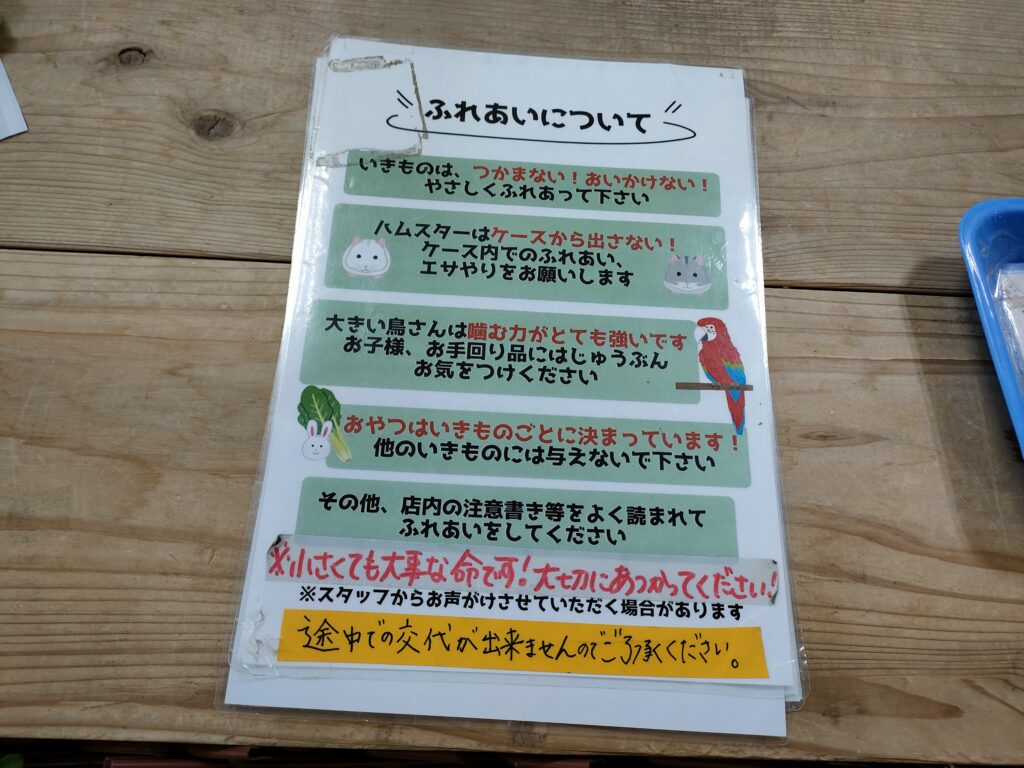 ふれあいについて
いきものは、つかまない！おいかけない！
やさしくふれあって下さい
ハムスターはケースから出さない！
ケース内でのふれあい、
エサやりをお願いします
大きい鳥さんは噛む力がとても強いです
お子様、お手回り品にはじゅうぶん
お気をつけください
おやつはいきものごとに決まっています！
他のいきものには与えないで下さい
その他、店内の注意書き等をよく読まれて
ふれあいをしてください
※小さくても大事な命です！大切にあつかってください！
※スタッフからお声がけさせていただく場合があります
途中での交代が出来ませんのでご了承ください。